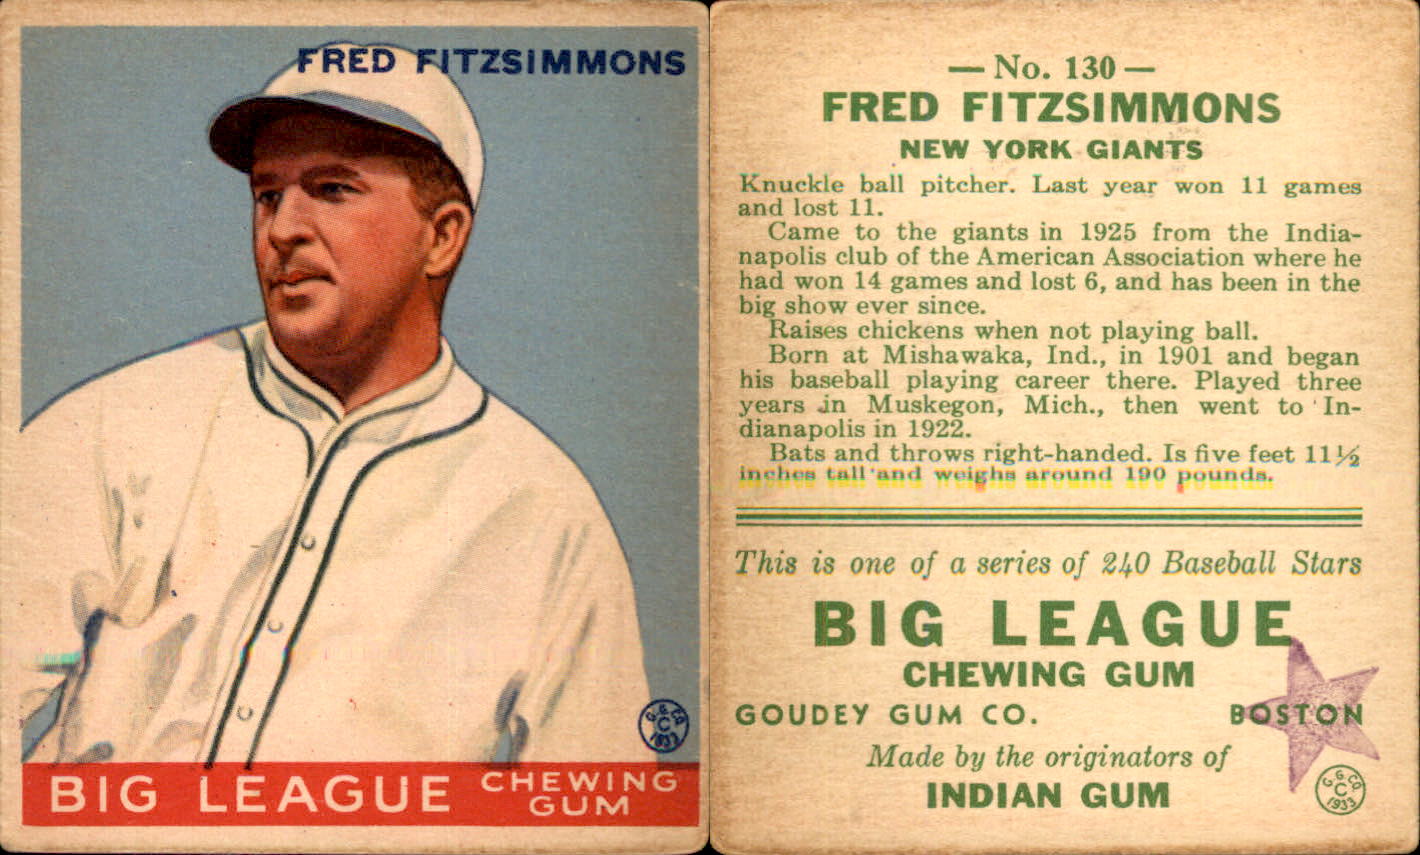 FRED FITZSIMMONS
G. G. CO.
C
1933
BIG LEAGUE CHEWING
GUM
— No. 130 —
FRED FITZSIMMONS
NEW YORK GIANTS
Knuckle ball pitcher. Last year won 11 games
and lost 11.
Came to the giants in 1925 from the India-
napolis club of the American Association where he
had won 14 games and lost 6, and has been in the
big show ever since.
Raises chickens when not playing ball.
Born at Mishawaka, Ind., in 1901 and began
his baseball playing career there. Played three
years in Muskegon, Mich., then went to In-
dianapolis in 1922.
Bats and throws right-handed. Is five feet 11½
inches tall and weighs around 190 pounds.
This is one of a series of 240 Baseball Stars
BIG LEAGUE
CHEWING GUM
GOUDEY GUM CO. BOSTON
Made by the originators of
INDIAN GUM
G. G. CO.
C
1933